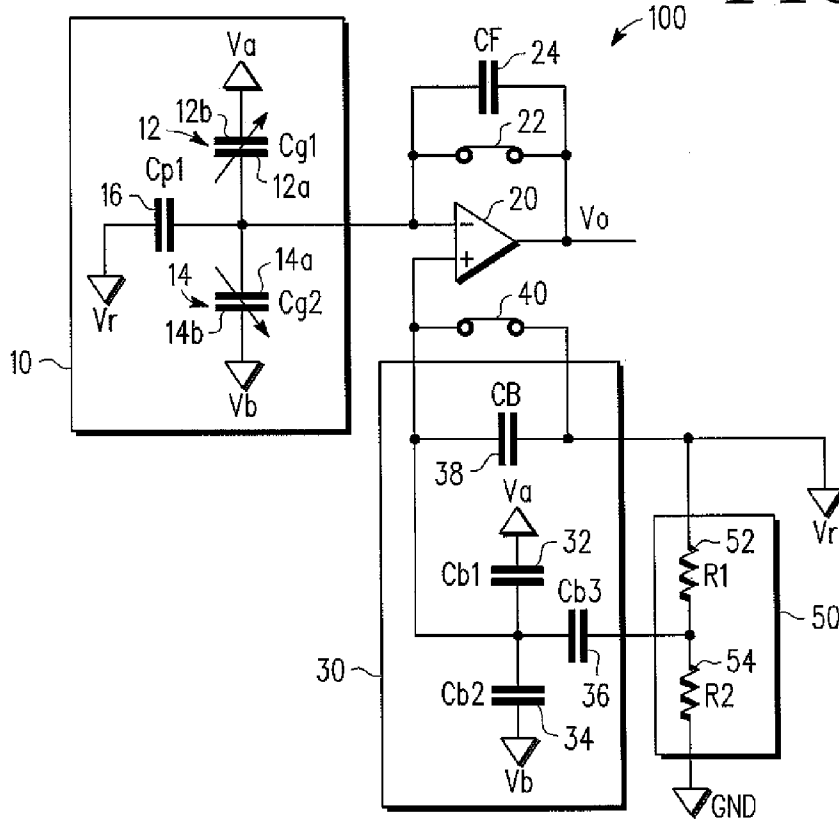 100
Va
CF
24
12b
12
Cg1
22
Cp1
12a
16
20
−
Vo
+
14a
14
Cg2
40
Vr
14b
10
Vb
CB
38
Va
Vr
32
52
Cb1
Cb3
R1
50
30
54
36
R2
Cb2
34
Vb
GND